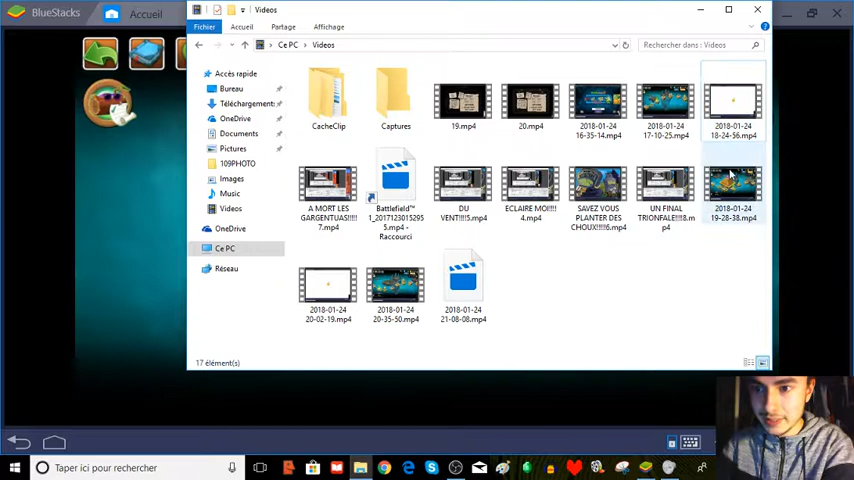 BlueStacks
Accueil
Videos
Fichier
Accueil
Partage
Affichage
Ce PC
Videos
Rechercher dans : Videos
Accès rapide
Bureau
Téléchargement:
OneDrive
Documents
Pictures
109PHOTO
Images
Music
Videos
OneDrive
Ce PC
Réseau
CacheClip
Captures
19.mp4
20.mp4
2018-01-24
16-35-14.mp4
2018-01-24
17-10-25.mp4
2018-01-24
18-24-56.mp4
A MORT LES
GARGENTUAS!!!!!
7.mp4
Battlefield™
1_2017123015295
5.mp4 -
Raccourci
DU
VENT!!!!5.mp4
ECLAIRE MOI!!!!
4.mp4
SAVEZ VOUS
PLANTER DES
CHOUX!!!!6.mp4
UN FINAL
TRIONFALE!!!!8.m
p4
2018-01-24
19-28-38.mp4
2018-01-24
20-02-19.mp4
2018-01-24
20-35-50.mp4
2018-01-24
21-08-08.mp4
17 élément(s)
Taper ici pour rechercher